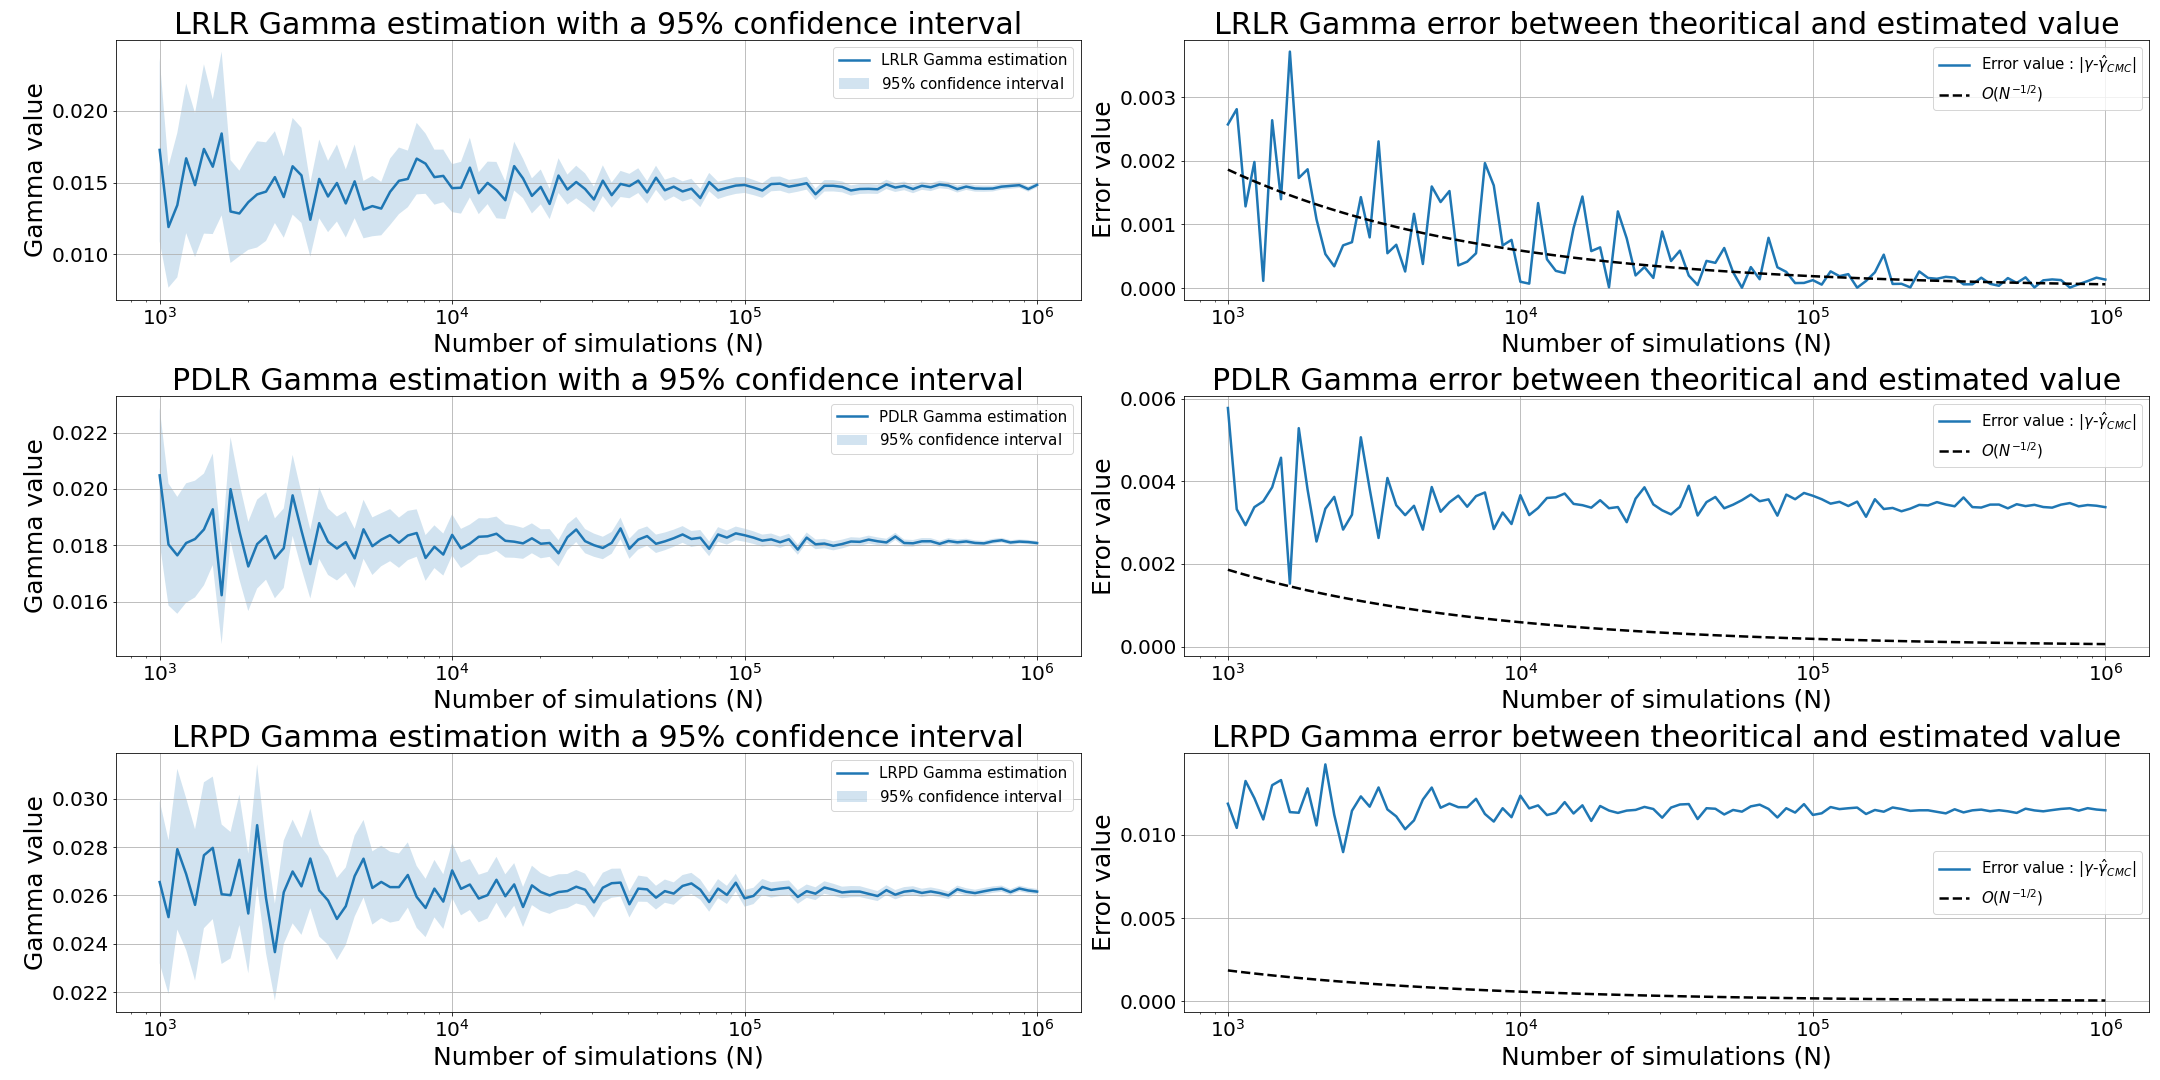 LRLR Gamma estimation with a 95% confidence interval
Gamma value
0.020
0.015
0.010
LRLR Gamma estimation
95% confidence interval
10³ 10⁴ 10⁵ 10⁶
Number of simulations (N)
LRLR Gamma error between theoritical and estimated value
Error value
0.003
0.002
0.001
0.000
Error value : |γ-γ̂_CMC|
O(N^−1/2)
10³ 10⁴ 10⁵ 10⁶
Number of simulations (N)
PDLR Gamma estimation with a 95% confidence interval
Gamma value
0.022
0.020
0.018
0.016
PDLR Gamma estimation
95% confidence interval
10³ 10⁴ 10⁵ 10⁶
Number of simulations (N)
PDLR Gamma error between theoritical and estimated value
Error value
0.006
0.004
0.002
0.000
Error value : |γ-γ̂_CMC|
O(N^−1/2)
10³ 10⁴ 10⁵ 10⁶
Number of simulations (N)
LRPD Gamma estimation with a 95% confidence interval
Gamma value
0.030
0.028
0.026
0.024
0.022
LRPD Gamma estimation
95% confidence interval
10³ 10⁴ 10⁵ 10⁶
Number of simulations (N)
LRPD Gamma error between theoritical and estimated value
Error value
0.010
0.005
0.000
Error value : |γ-γ̂_CMC|
O(N^−1/2)
10³ 10⁴ 10⁵ 10⁶
Number of simulations (N)